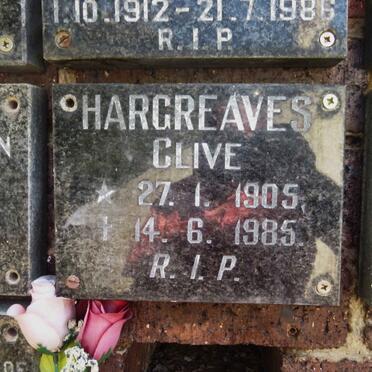 1.10.1912 - 21.7.1986
R.I.P.
HARGREAVES
CLIVE
★ 27. 1. 1905.
† 14. 6. 1985.
R.I.P.